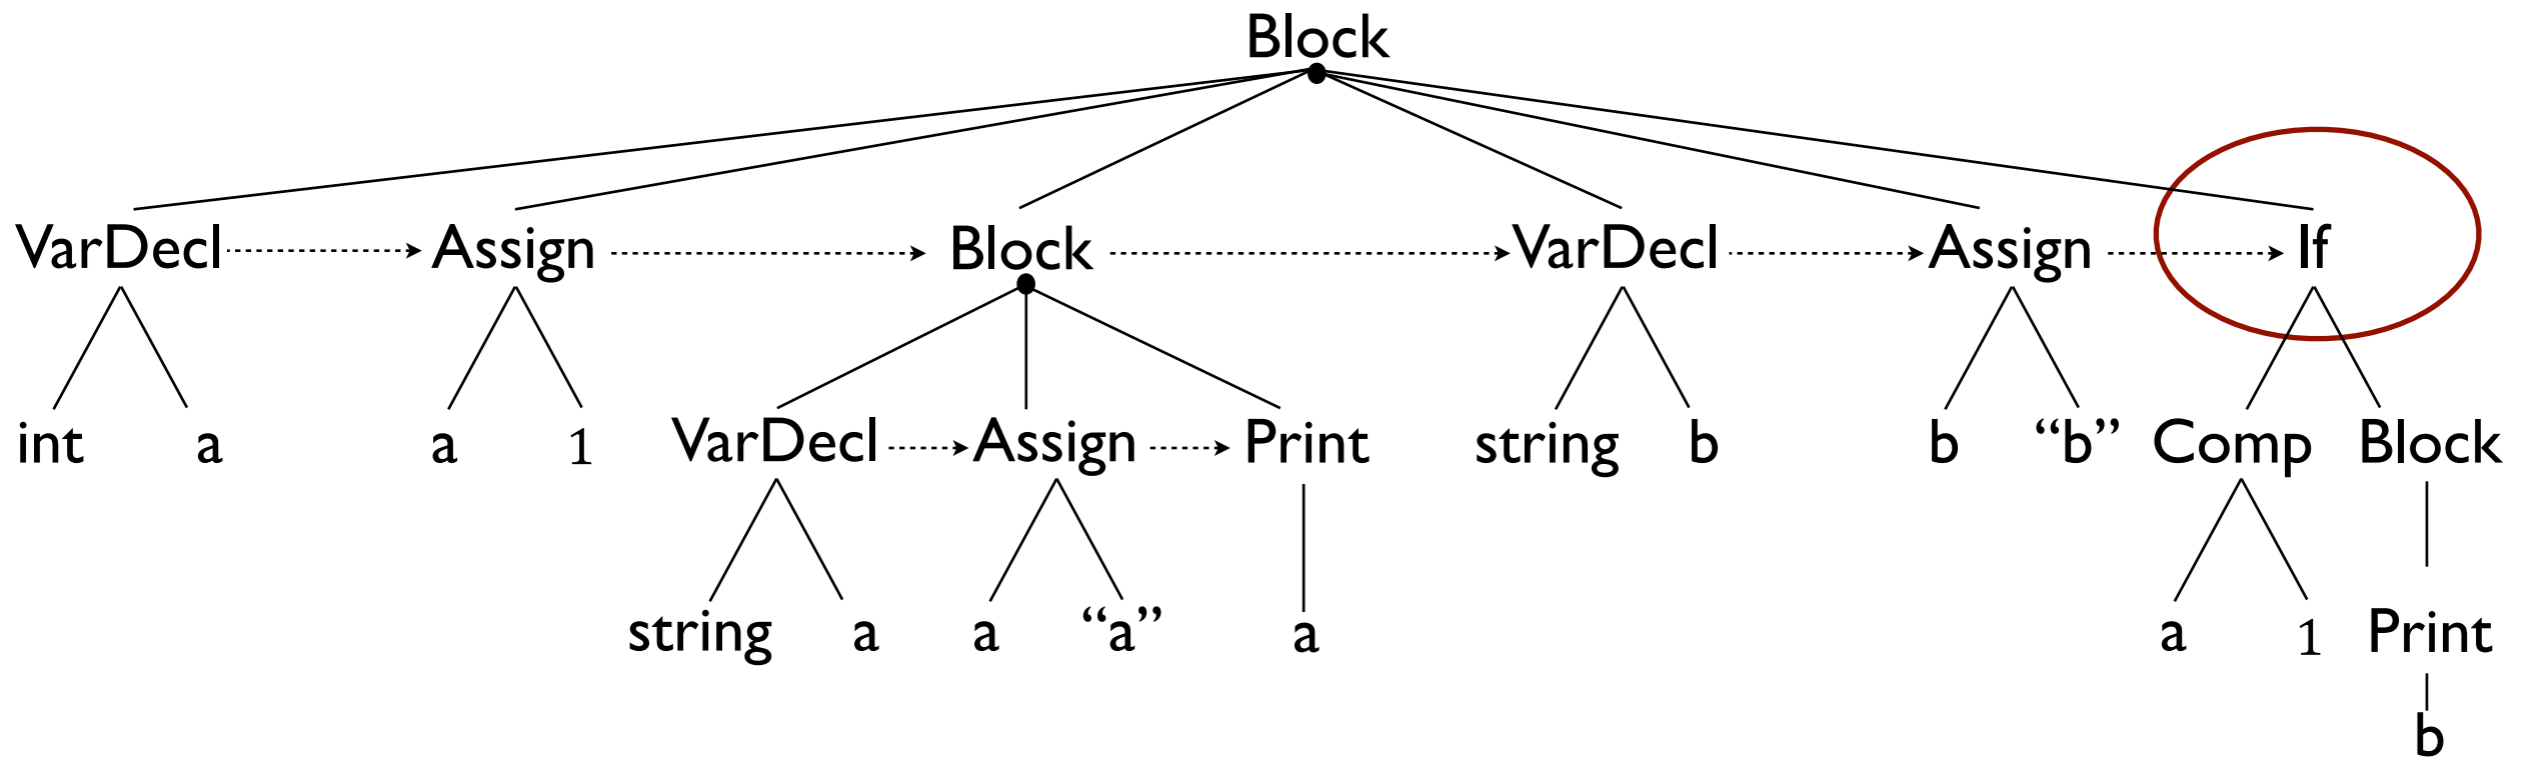 Block
VarDecl Assign Block VarDecl Assign If
int a a 1 VarDecl Assign Print string b b “b” Comp Block
string a a “a” a a 1 Print
b